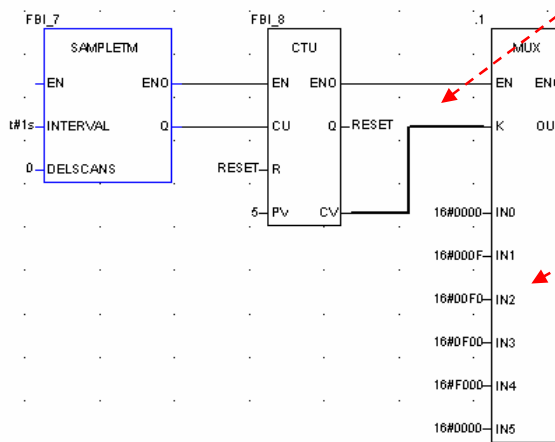 FBI_7
FBI_8
.1
SAMPLETM
CTU
MUX
EN ENO
EN ENO
EN ENO
t#1s INTERVAL Q
CU Q RESET
K OU
0 DELSCANS
RESET R
5 PV CV
16#0000 IN0
16#000F IN1
16#00F0 IN2
16#0F00 IN3
16#F000 IN4
16#0000 IN5